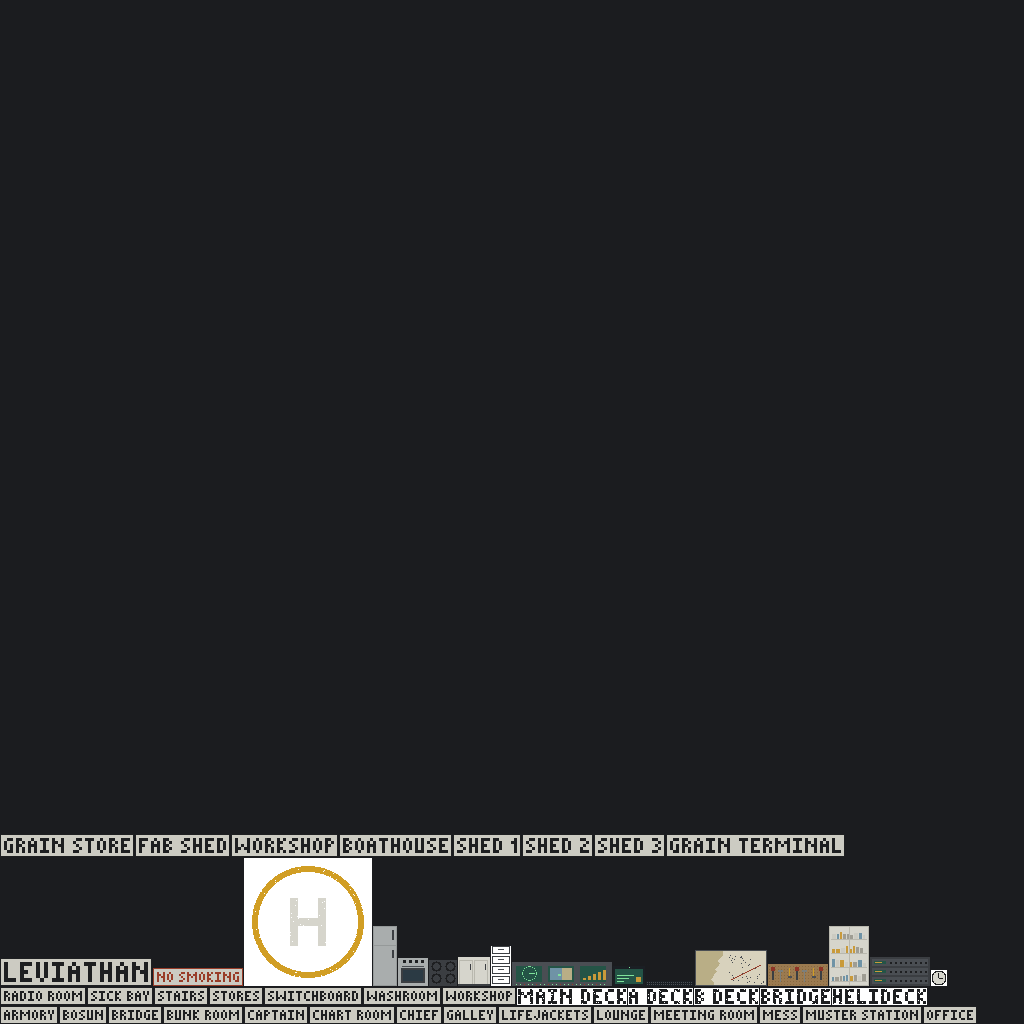 GRAIN STORE FAB SHED WORKSHOP BOATHOUSE SHED 1 SHED 2 SHED 3 GRAIN TERMINAL
H
LEVIATHAN NO SMOKING
RADIO ROOM SICK BAY STAIRS STORES SWITCHBOARD WASHROOM WORKSHOP MAIN DECK A DECK B DECK BRIDGE HELIDECK
ARMORY BOSUN BRIDGE BUNK ROOM CAPTAIN CHART ROOM CHIEF GALLEY LIFEJACKETS LOUNGE MEETING ROOM MESS MUSTER STATION OFFICE